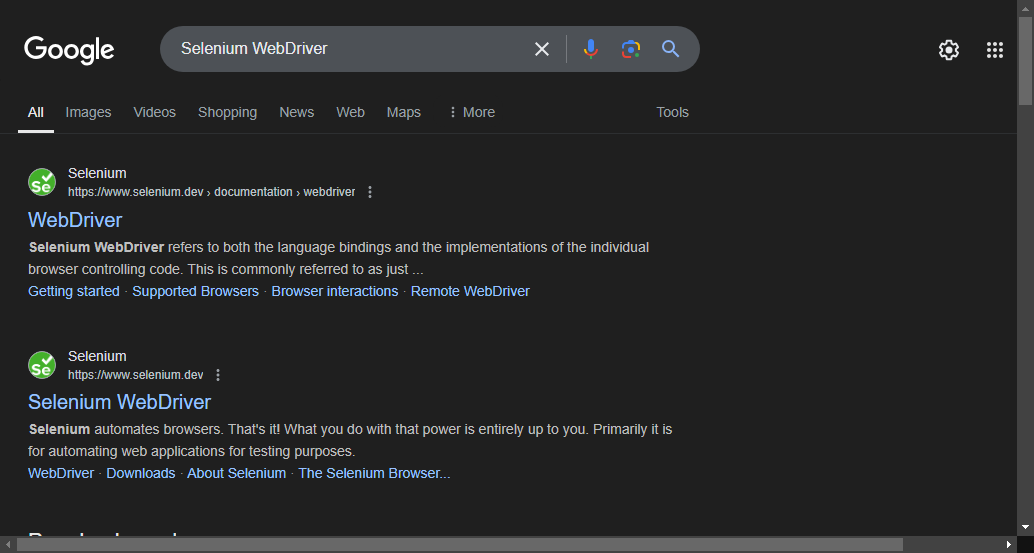 Google
Selenium WebDriver
All Images Videos Shopping News Web Maps More Tools
Selenium
https://www.selenium.dev › documentation › webdriver
WebDriver
Selenium WebDriver refers to both the language bindings and the implementations of the individual
browser controlling code. This is commonly referred to as just ...
Getting started · Supported Browsers · Browser interactions · Remote WebDriver
Selenium
https://www.selenium.dev
Selenium WebDriver
Selenium automates browsers. That's it! What you do with that power is entirely up to you. Primarily it is
for automating web applications for testing purposes.
WebDriver · Downloads · About Selenium · The Selenium Browser...